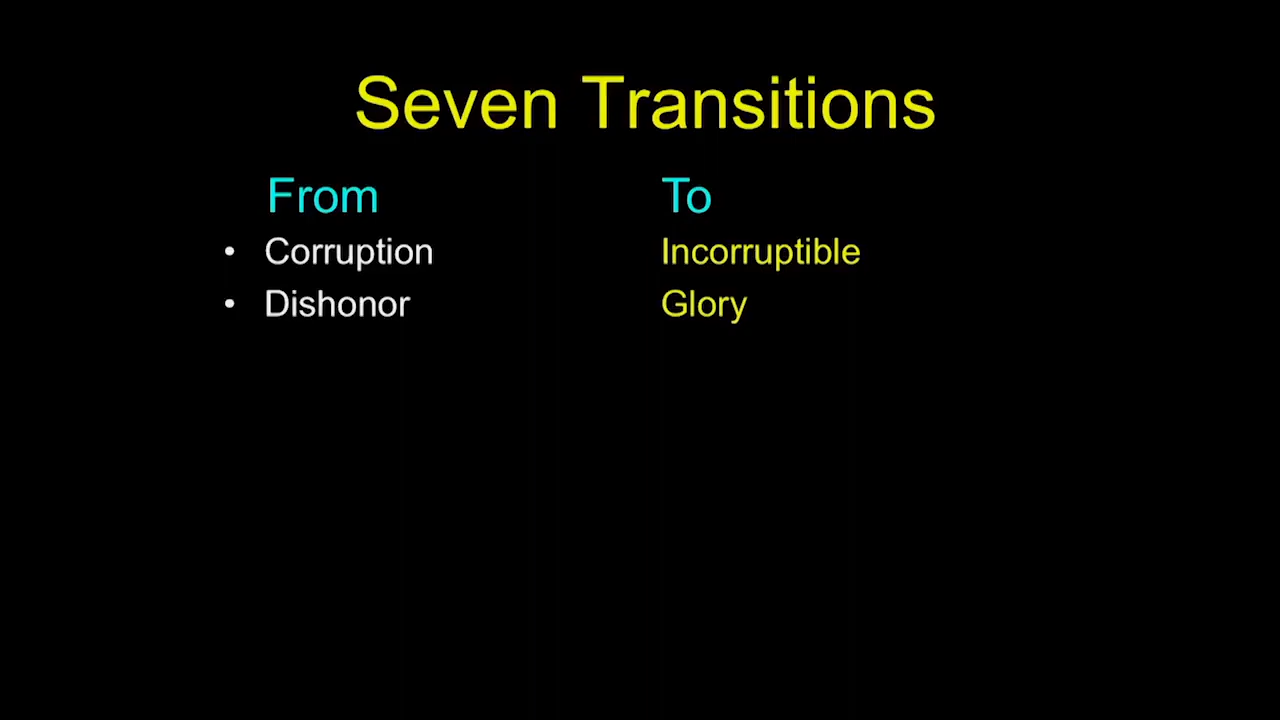 Seven Transitions
From To
• Corruption Incorruptible
• Dishonor Glory